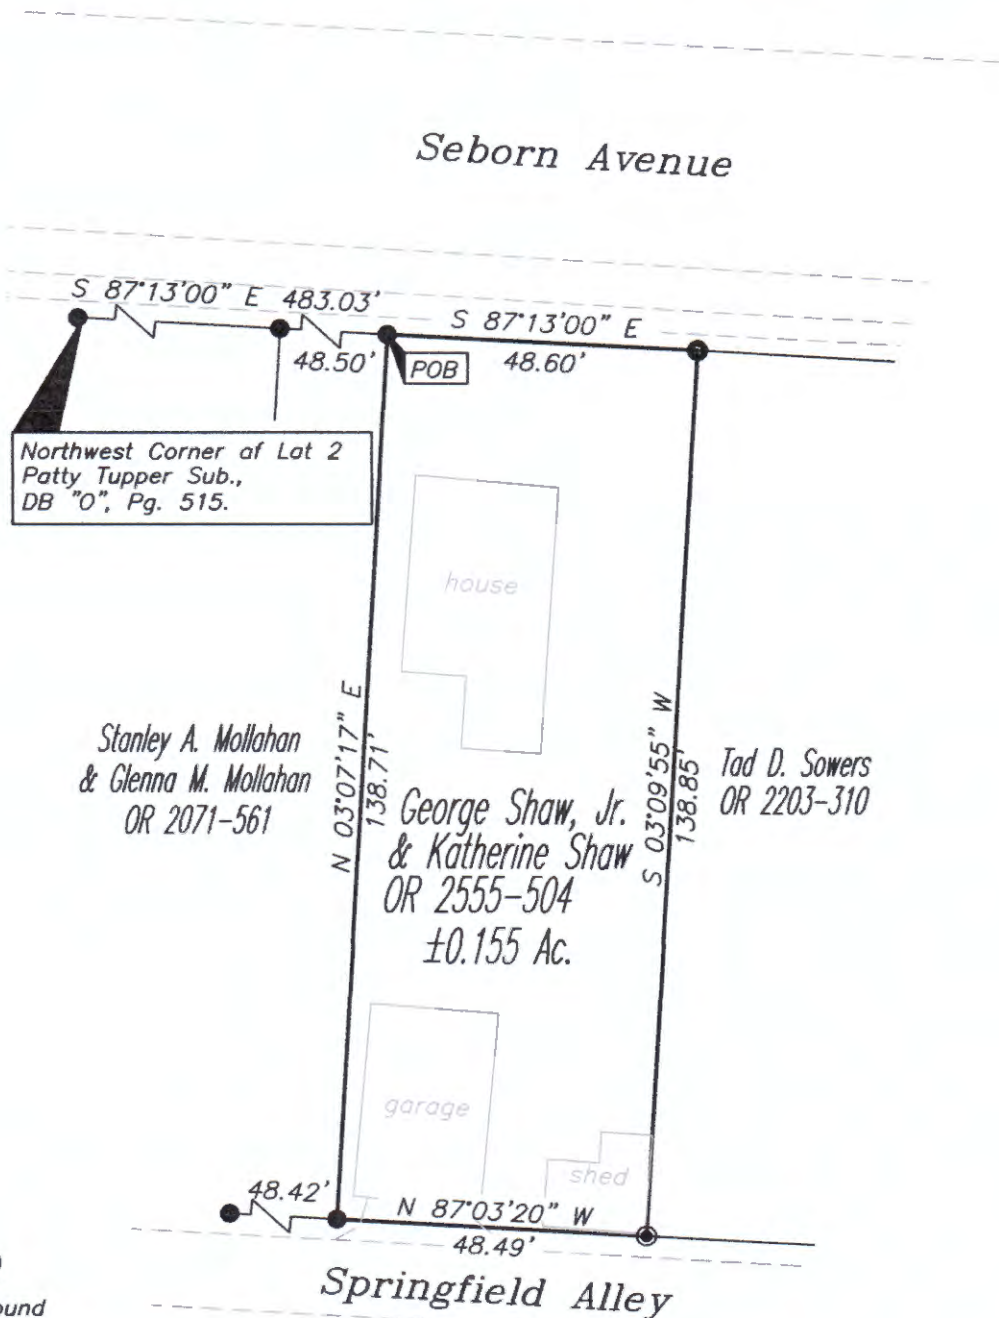 Seborn Avenue
S 87°13'00" E 483.03'
S 87°13'00" E
48.50'
POB
48.60'
Northwest Corner of Lot 2
Patty Tupper Sub.,
DB "O", Pg. 515.
house
N 03°07'17" E
138.71'
S 03°09'55" W
138.85'
Stanley A. Mollahan
& Glenna M. Mollahan
OR 2071-561
Tad D. Sowers
OR 2203-310
George Shaw, Jr.
& Katherine Shaw
OR 2555-504
±0.155 Ac.
garage
shed
48.42'
N 87°03'20" W
48.49'
Springfield Alley